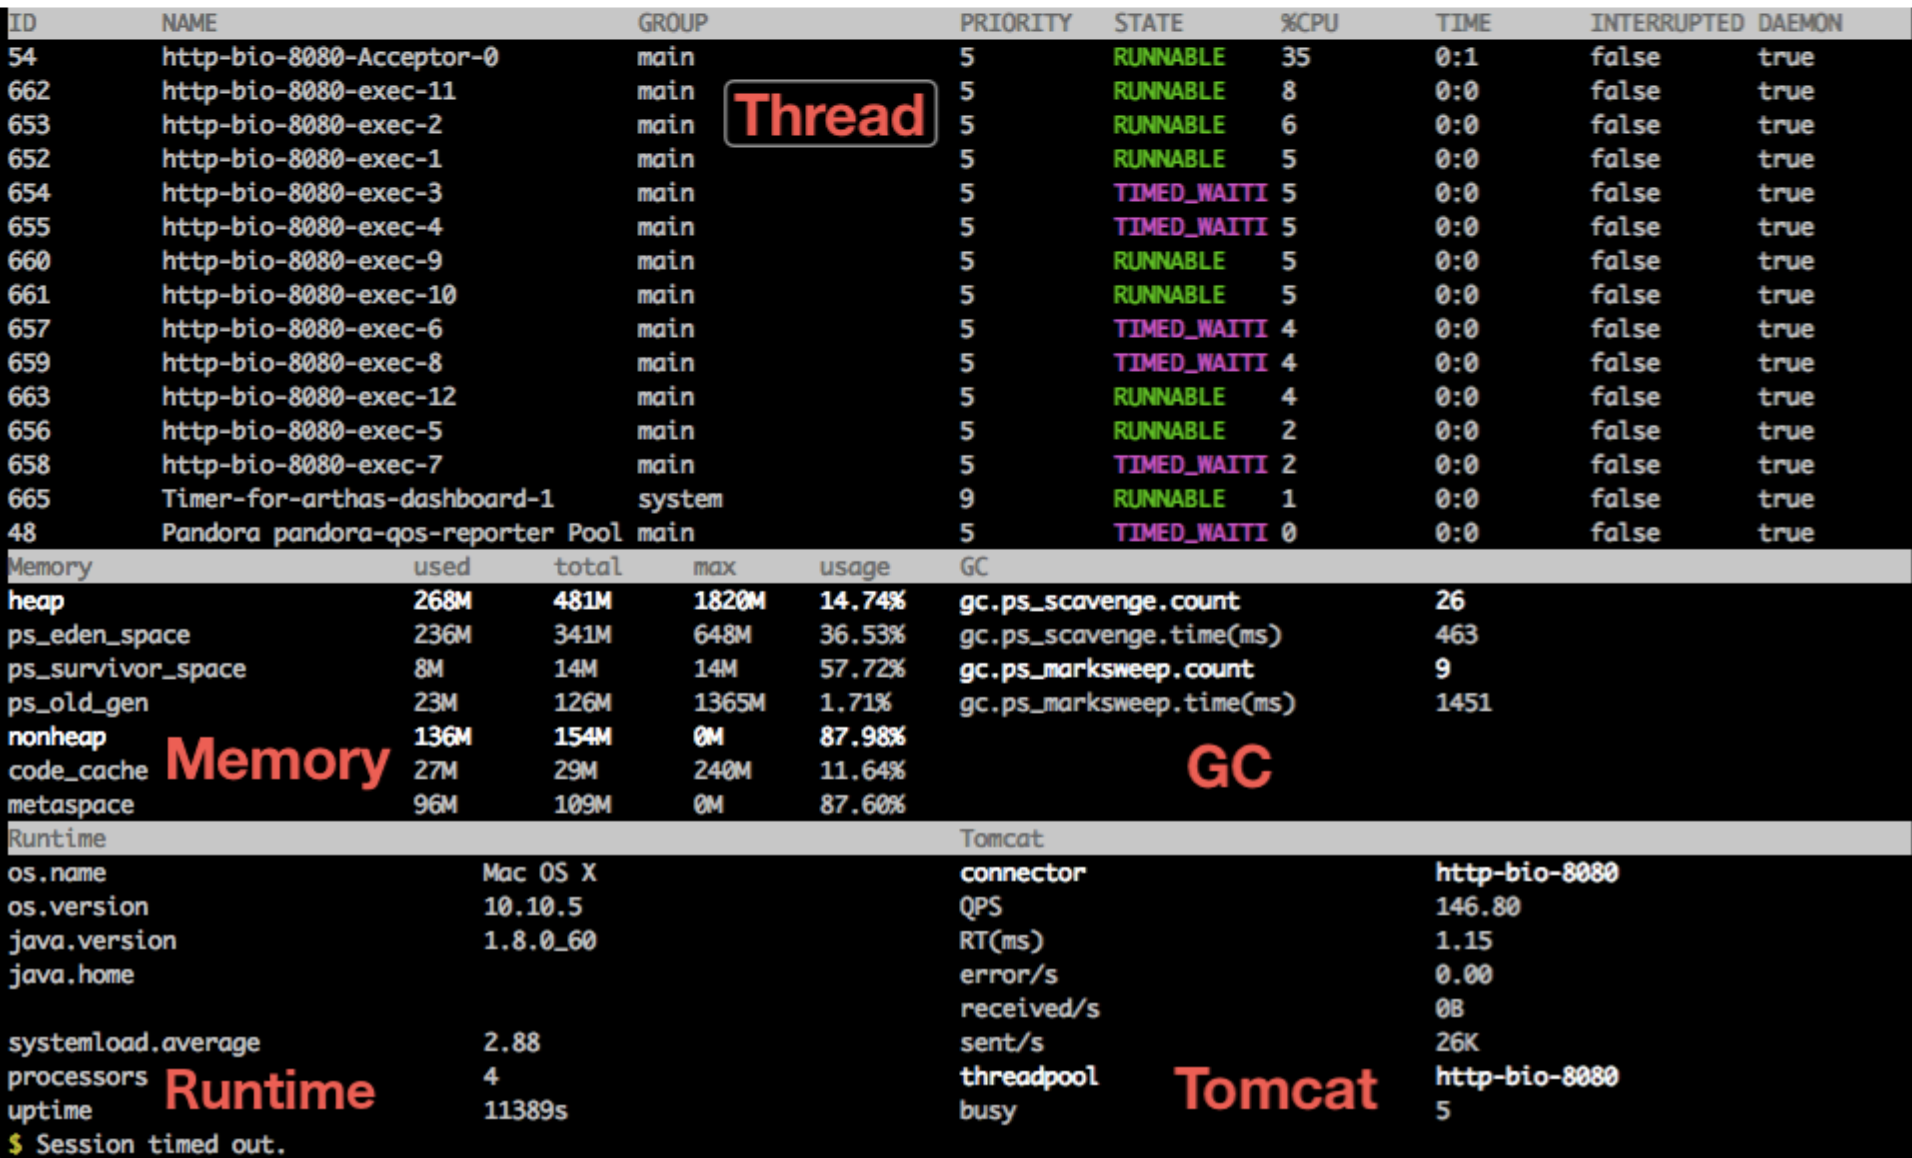 ID NAME GROUP PRIORITY STATE %CPU TIME INTERRUPTED DAEMON
54 http-bio-8080-Acceptor-0 main 5 RUNNABLE 35 0:1 false true
662 http-bio-8080-exec-11 main 5 RUNNABLE 8 0:0 false true
Thread
653 http-bio-8080-exec-2 main 5 RUNNABLE 6 0:0 false true
652 http-bio-8080-exec-1 main 5 RUNNABLE 5 0:0 false true
654 http-bio-8080-exec-3 main 5 TIMED_WAITI 5 0:0 false true
655 http-bio-8080-exec-4 main 5 TIMED_WAITI 5 0:0 false true
660 http-bio-8080-exec-9 main 5 RUNNABLE 5 0:0 false true
661 http-bio-8080-exec-10 main 5 RUNNABLE 5 0:0 false true
657 http-bio-8080-exec-6 main 5 TIMED_WAITI 4 0:0 false true
659 http-bio-8080-exec-8 main 5 TIMED_WAITI 4 0:0 false true
663 http-bio-8080-exec-12 main 5 RUNNABLE 4 0:0 false true
656 http-bio-8080-exec-5 main 5 RUNNABLE 2 0:0 false true
658 http-bio-8080-exec-7 main 5 TIMED_WAITI 2 0:0 false true
665 Timer-for-arthas-dashboard-1 system 9 RUNNABLE 1 0:0 false true
48 Pandora pandora-qos-reporter Pool main 5 TIMED_WAITI 0 0:0 false true
Memory used total max usage GC
heap 268M 481M 1820M 14.74% gc.ps_scavenge.count 26
ps_eden_space 236M 341M 648M 36.53% gc.ps_scavenge.time(ms) 463
ps_survivor_space 8M 14M 14M 57.72% gc.ps_marksweep.count 9
ps_old_gen 23M 126M 1365M 1.71% gc.ps_marksweep.time(ms) 1451
nonheap 136M 154M 0M 87.98%
Memory GC
code_cache 27M 29M 240M 11.64%
metaspace 96M 109M 0M 87.60%
Runtime Tomcat
os.name Mac OS X connector http-bio-8080
os.version 10.10.5 QPS 146.80
java.version 1.8.0_60 RT(ms) 1.15
java.home error/s 0.00
received/s 0B
systemload.average 2.88 sent/s 26K
processors 4 threadpool http-bio-8080
Runtime Tomcat
uptime 11389s busy 5
$ Session timed out.